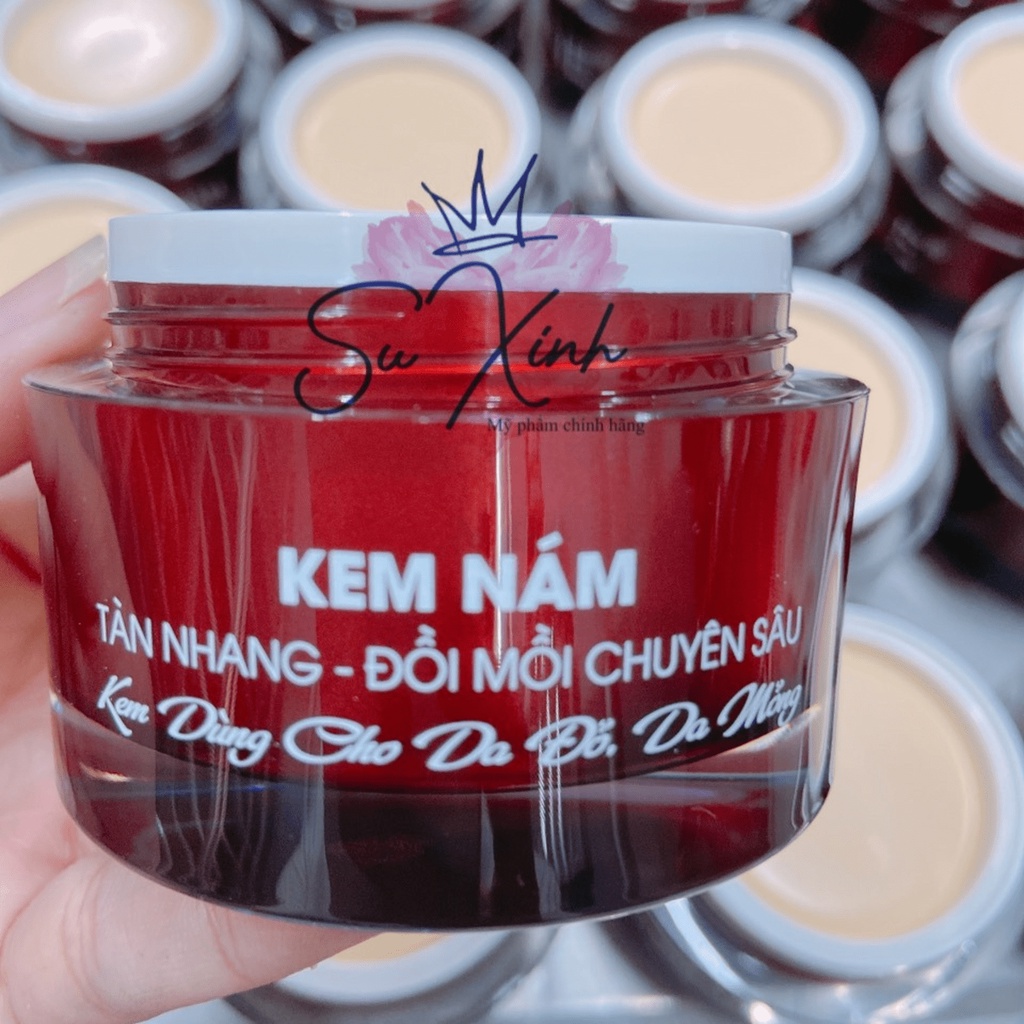 Su Xinh
Mỹ phẩm chính hãng
KEM NÁM
TÀN NHANG - ĐỒI MỒI CHUYÊN SÂU
Kem Dùng Cho Da Đỏ, Da Mỏng